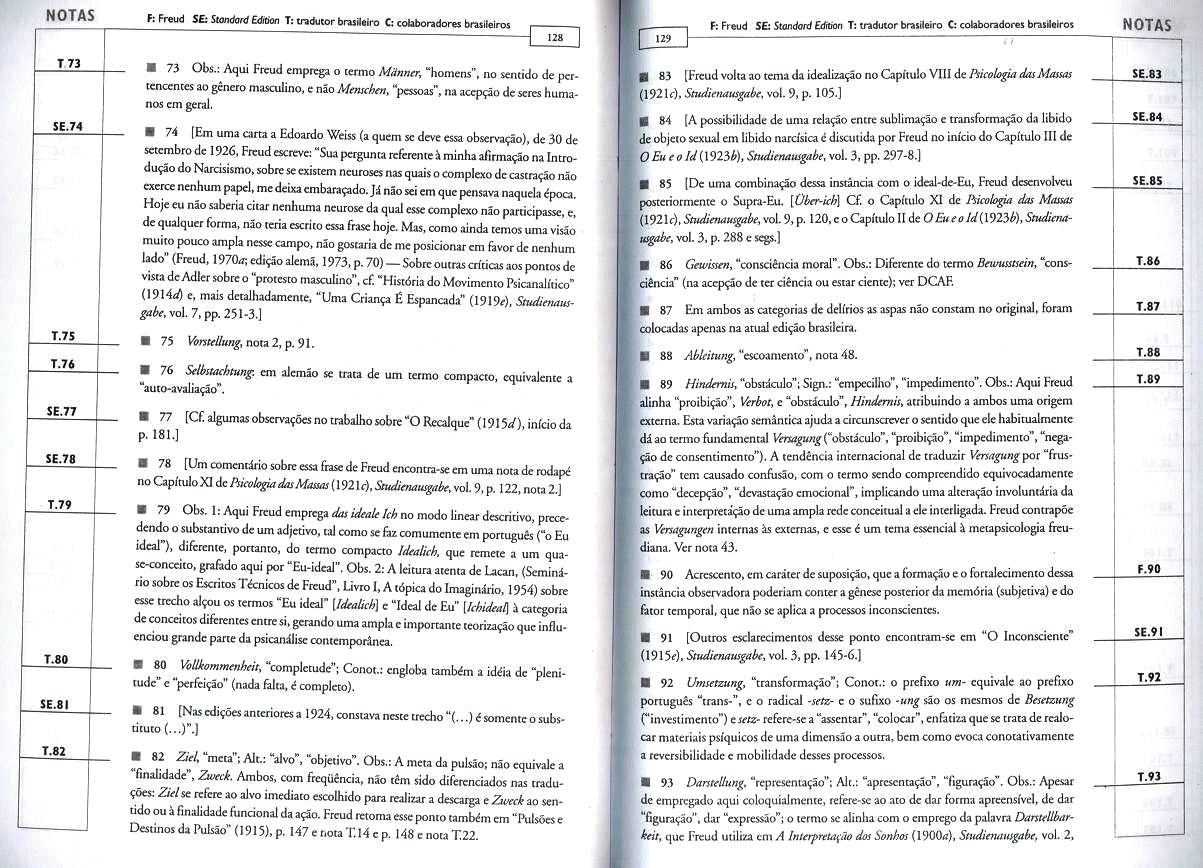 NOTAS
F: Freud SE: Standard Edition T: tradutor brasileiro C: colaboradores brasileiros
128
T.73
■ 73 Obs.: Aqui Freud emprega o termo Männer, “homens”, no sentido de per-
tencentes ao gênero masculino, e não Menschen, “pessoas”, na acepção de seres huma-
nos em geral.
SE.74
■ 74 [Em uma carta a Edoardo Weiss (a quem se deve essa observação), de 30 de
setembro de 1926, Freud escreve: “Sua pergunta referente à minha afirmação na Intro-
dução do Narcisismo, sobre se existem neuroses nas quais o complexo de castração não
exerce nenhum papel, me deixa embaraçado. Já não sei em que pensava naquela época.
Hoje eu não saberia citar nenhuma neurose da qual esse complexo não participasse, e,
de qualquer forma, não teria escrito essa frase hoje. Mas, como ainda temos uma visão
muito pouco ampla nesse campo, não gostaria de me posicionar em favor de nenhum
lado” (Freud, 1970a; edição alemã, 1973, p. 70) — Sobre outras críticas aos pontos de
vista de Adler sobre o “protesto masculino”, cf. “História do Movimento Psicanalítico”
(1914d) e, mais detalhadamente, “Uma Criança É Espancada” (1919e), Studienaus-
gabe, vol. 7, pp. 251-3.]
T.75
■ 75 Vorstellung, nota 2, p. 91.
T.76
■ 76 Selbstachtung: em alemão se trata de um termo compacto, equivalente a
“auto-avaliação”.
SE.77
■ 77 [Cf. algumas observações no trabalho sobre “O Recalque” (1915d), início da
p. 181.]
SE.78
■ 78 [Um comentário sobre essa frase de Freud encontra-se em uma nota de rodapé
no Capítulo XI de Psicologia das Massas (1921c), Studienausgabe, vol. 9, p. 122, nota 2.]
T.79
■ 79 Obs. 1: Aqui Freud emprega das ideale Ich no modo linear descritivo, prece-
dendo o substantivo de um adjetivo, tal como se faz comumente em português (“o Eu
ideal”), diferente, portanto, do termo compacto Idealich, que remete a um qua-
se-conceito, grafado aqui por “Eu-ideal”. Obs. 2: A leitura atenta de Lacan, (Seminá-
rio sobre os Escritos Técnicos de Freud”, Livro I, A tópica do Imaginário, 1954) sobre
esse trecho alçou os termos “Eu ideal” [Idealich] e “Ideal de Eu” [Ichideal] à categoria
de conceitos diferentes entre si, gerando uma ampla e importante teorização que influ-
enciou grande parte da psicanálise contemporânea.
T.80
■ 80 Vollkommenheit, “completude”; Conot.: engloba também a idéia de “pleni-
tude” e “perfeição” (nada falta, é completo).
SE.81
■ 81 [Nas edições anteriores a 1924, constava neste trecho “(…) é somente o subs-
tituto (…)”.]
T.82
■ 82 Ziel, “meta”; Alt.: “alvo”, “objetivo”. Obs.: A meta da pulsão; não equivale a
“finalidade”, Zweck. Ambos, com freqüência, não têm sido diferenciados nas tradu-
ções: Ziel se refere ao alvo imediato escolhido para realizar a descarga e Zweck ao sen-
tido ou à finalidade funcional da ação. Freud retoma esse ponto também em “Pulsões e
Destinos da Pulsão” (1915), p. 147 e nota T.14 e p. 148 e nota T.22.
129
F: Freud SE: Standard Edition T: tradutor brasileiro C: colaboradores brasileiros
NOTAS
■ 83 [Freud volta ao tema da idealização no Capítulo VIII de Psicologia das Massas
(1921c), Studienausgabe, vol. 9, p. 105.]
SE.83
■ 84 [A possibilidade de uma relação entre sublimação e transformação da libido
de objeto sexual em libido narcísica é discutida por Freud no início do Capítulo III de
O Eu e o Id (1923b), Studienausgabe, vol. 3, pp. 297-8.]
SE.84
■ 85 [De uma combinação dessa instância com o ideal-de-Eu, Freud desenvolveu
posteriormente o Supra-Eu. [Über-ich] Cf. o Capítulo XI de Psicologia das Massas
(1921c), Studienausgabe, vol. 9, p. 120, e o Capítulo II de O Eu e o Id (1923b), Studiena-
usgabe, vol. 3, p. 288 e segs.]
SE.85
■ 86 Gewissen, “consciência moral”. Obs.: Diferente do termo Bewusstsein, “cons-
ciência” (na acepção de ter ciência ou estar ciente); ver DCAF.
T.86
■ 87 Em ambos as categorias de delírios as aspas não constam no original, foram
colocadas apenas na atual edição brasileira.
T.87
■ 88 Ableitung, “escoamento”, nota 48.
T.88
■ 89 Hindernis, “obstáculo”; Sign.: “empecilho”, “impedimento”. Obs.: Aqui Freud
alinha “proibição”, Verbot, e “obstáculo”, Hindernis, atribuindo a ambos uma origem
externa. Esta variação semântica ajuda a circunscrever o sentido que ele habitualmente
dá ao termo fundamental Versagung (“obstáculo”, “proibição”, “impedimento”, “nega-
ção de consentimento”). A tendência internacional de traduzir Versagung por “frus-
tração” tem causado confusão, com o termo sendo compreendido equivocadamente
como “decepção”, “devastação emocional”, implicando uma alteração involuntária da
leitura e interpretação de uma ampla rede conceitual a ele interligada. Freud contrapõe
as Versagungen internas às externas, e esse é um tema essencial à metapsicologia freu-
diana. Ver nota 43.
T.89
■ 90 Acrescento, em caráter de suposição, que a formação e o fortalecimento dessa
instância observadora poderiam conter a gênese posterior da memória (subjetiva) e do
fator temporal, que não se aplica a processos inconscientes.
F.90
■ 91 [Outros esclarecimentos desse ponto encontram-se em “O Inconsciente”
(1915e), Studienausgabe, vol. 3, pp. 145-6.]
SE.91
■ 92 Umsetzung, “transformação”; Conot.: o prefixo um- equivale ao prefixo
português “trans-”, e o radical -setz- e o sufixo -ung são os mesmos de Besetzung
(“investimento”) e setz- refere-se a “assentar”, “colocar”, enfatiza que se trata de realo-
car materiais psíquicos de uma dimensão a outra, bem como evoca conotativamente
a reversibilidade e mobilidade desses processos.
T.92
■ 93 Darstellung, “representação”; Alt.: “apresentação”, “figuração”. Obs.: Apesar
de empregado aqui coloquialmente, refere-se ao ato de dar forma apreensível, de dar
“figuração”, dar “expressão”; o termo se alinha com o emprego da palavra Darstellbar-
keit, que Freud utiliza em A Interpretação dos Sonhos (1900a), Studienausgabe, vol. 2,
T.93